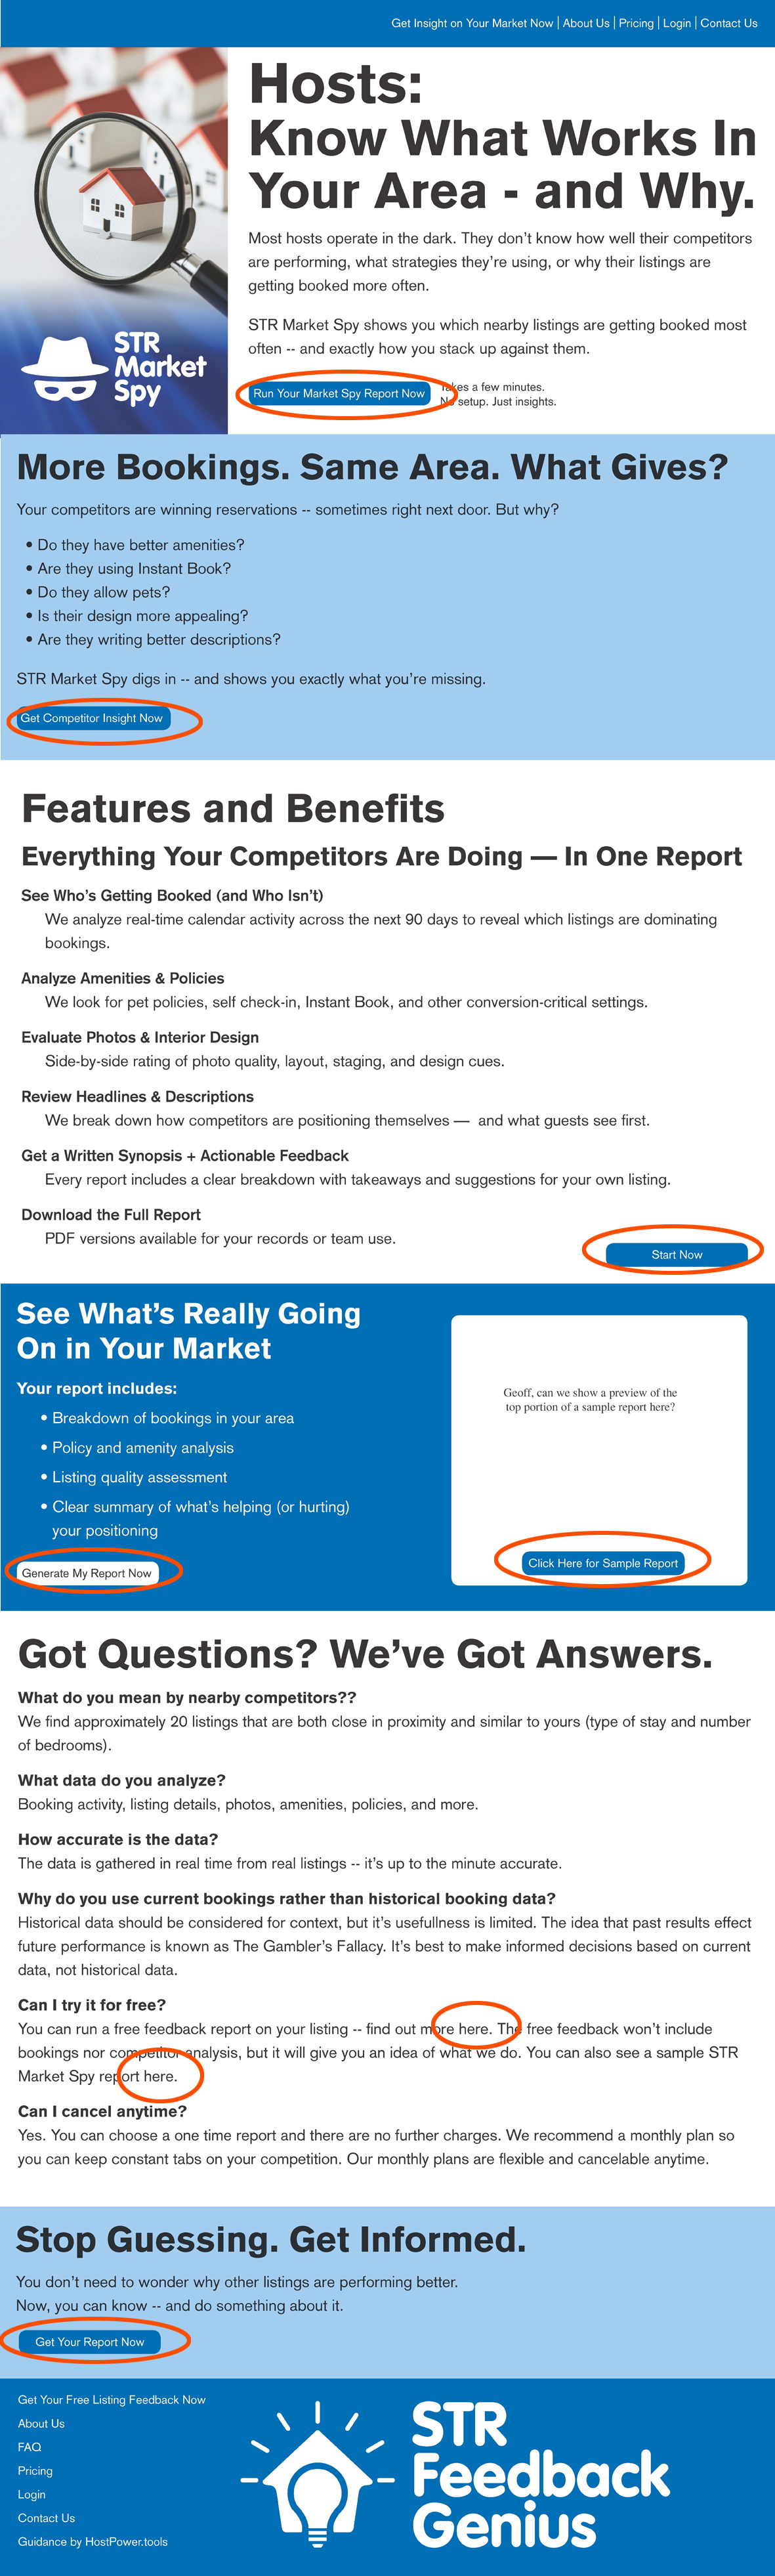 Get Insight on Your Market Now | About Us | Pricing | Login | Contact Us
Hosts:
Know What Works In
Your Area - and Why.
Most hosts operate in the dark. They don't know how well their competitors
are performing, what strategies they're using, or why their listings are
getting booked more often.
STR Market Spy shows you which nearby listings are getting booked most
often -- and exactly how you stack up against them.
STR
Market
Spy
Run Your Market Spy Report Now
Takes a few minutes.
No setup. Just insights.
More Bookings. Same Area. What Gives?
Your competitors are winning reservations -- sometimes right next door. But why?
• Do they have better amenities?
• Are they using Instant Book?
• Do they allow pets?
• Is their design more appealing?
• Are they writing better descriptions?
STR Market Spy digs in -- and shows you exactly what you're missing.
Get Competitor Insight Now
Features and Benefits
Everything Your Competitors Are Doing — In One Report
See Who's Getting Booked (and Who Isn't)
We analyze real-time calendar activity across the next 90 days to reveal which listings are dominating
bookings.
Analyze Amenities & Policies
We look for pet policies, self check-in, Instant Book, and other conversion-critical settings.
Evaluate Photos & Interior Design
Side-by-side rating of photo quality, layout, staging, and design cues.
Review Headlines & Descriptions
We break down how competitors are positioning themselves — and what guests see first.
Get a Written Synopsis + Actionable Feedback
Every report includes a clear breakdown with takeaways and suggestions for your own listing.
Download the Full Report
PDF versions available for your records or team use.
Start Now
See What's Really Going
On in Your Market
Your report includes:
• Breakdown of bookings in your area
• Policy and amenity analysis
• Listing quality assessment
• Clear summary of what's helping (or hurting)
your positioning
Generate My Report Now
Geoff, can we show a preview of the
top portion of a sample report here?
Click Here for Sample Report
Got Questions? We've Got Answers.
What do you mean by nearby competitors??
We find approximately 20 listings that are both close in proximity and similar to yours (type of stay and number
of bedrooms).
What data do you analyze?
Booking activity, listing details, photos, amenities, policies, and more.
How accurate is the data?
The data is gathered in real time from real listings -- it's up to the minute accurate.
Why do you use current bookings rather than historical booking data?
Historical data should be considered for context, but it's usefullness is limited. The idea that past results effect
future performance is known as The Gambler's Fallacy. It's best to make informed decisions based on current
data, not historical data.
Can I try it for free?
You can run a free feedback report on your listing -- find out more here. The free feedback won't include
bookings nor competitor analysis, but it will give you an idea of what we do. You can also see a sample STR
Market Spy report here.
Can I cancel anytime?
Yes. You can choose a one time report and there are no further charges. We recommend a monthly plan so
you can keep constant tabs on your competition. Our monthly plans are flexible and cancelable anytime.
Stop Guessing. Get Informed.
You don't need to wonder why other listings are performing better.
Now, you can know -- and do something about it.
Get Your Report Now
Get Your Free Listing Feedback Now
About Us
FAQ
Pricing
Login
Contact Us
Guidance by HostPower.tools
STR
Feedback
Genius